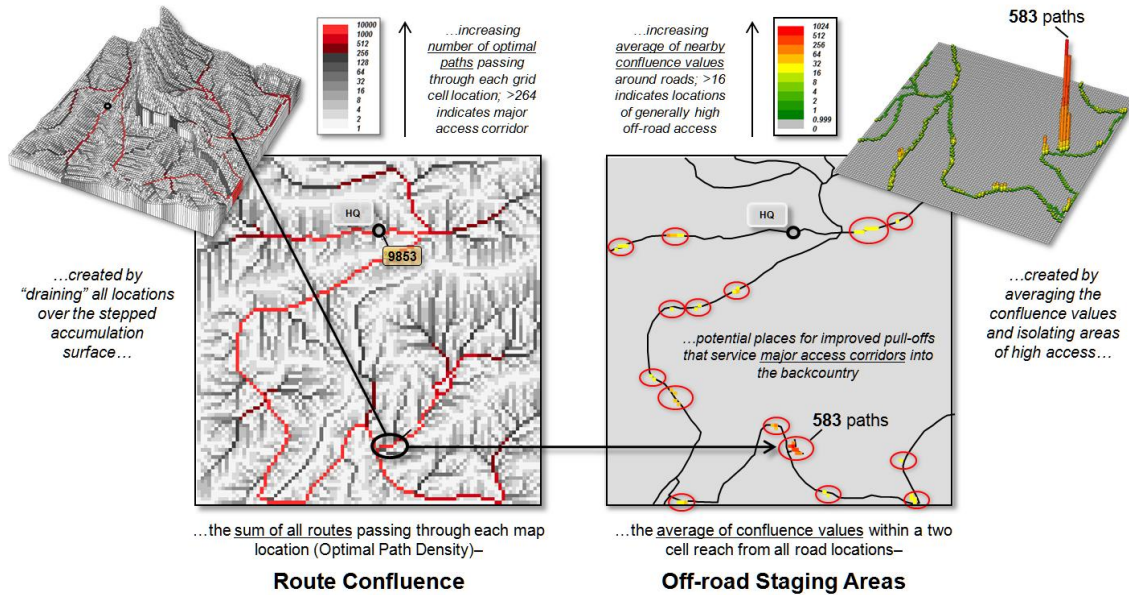 10000
1000
512
256
128
64
32
16
8
4
2
1
…increasing
number of optimal
paths passing
through each grid
cell location; >264
indicates major
access corridor
…increasing
average of nearby
confluence values
around roads; >16
indicates locations
of generally high
off-road access
1024
512
256
64
32
16
8
4
2
1
0.999
0
583 paths
HQ
9853
HQ
…created by
“draining” all locations
over the stepped
accumulation
surface…
…potential places for improved pull-offs
that service major access corridors into
the backcountry
583 paths
…created by
averaging the
confluence values
and isolating areas
of high access…
…the sum of all routes passing through each map
location (Optimal Path Density)–
Route Confluence
…the average of confluence values within a two
cell reach from all road locations–
Off-road Staging Areas